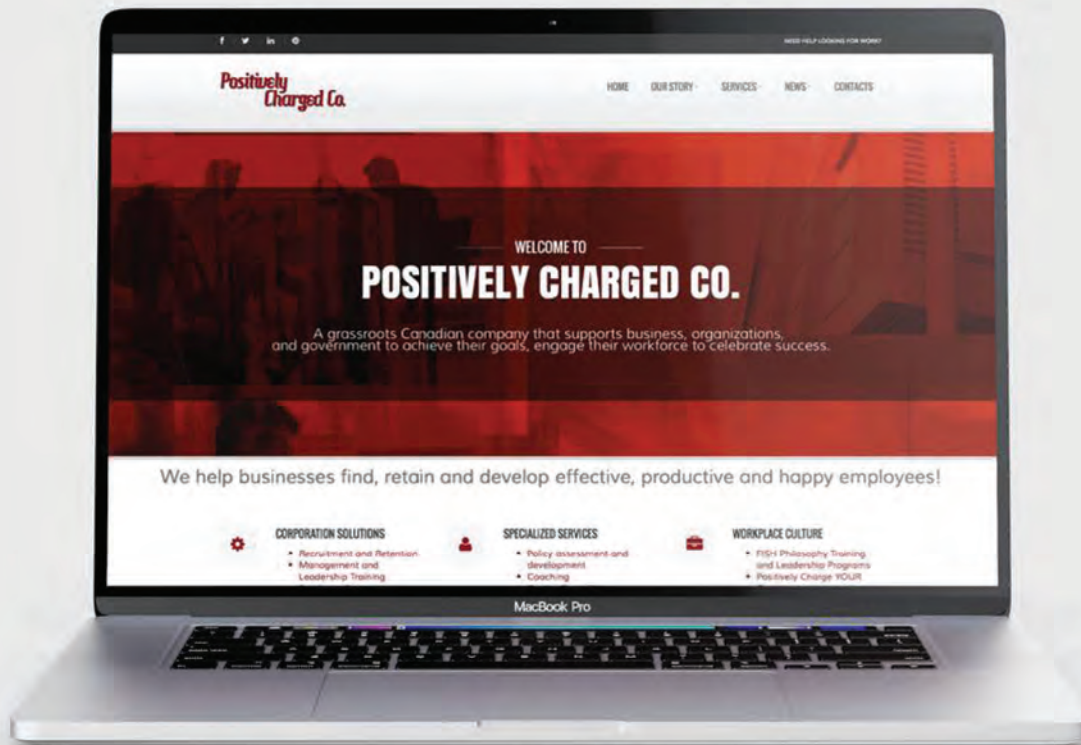 NEED HELP LOOKING FOR WORK?
Positively
Charged Co.
HOME OUR STORY SERVICES NEWS CONTACTS
WELCOME TO
POSITIVELY CHARGED CO.
A grassroots Canadian company that supports business, organizations,
and government to achieve their goals, engage their workforce to celebrate success.
We help businesses find, retain and develop effective, productive and happy employees!
CORPORATION SOLUTIONS
• Recruitment and Retention
• Management and
Leadership Training
SPECIALIZED SERVICES
• Policy assessment and
development
• Coaching
WORKPLACE CULTURE
• FISH Philosophy Training
and Leadership Programs
• Positively Charge YOUR
MacBook Pro